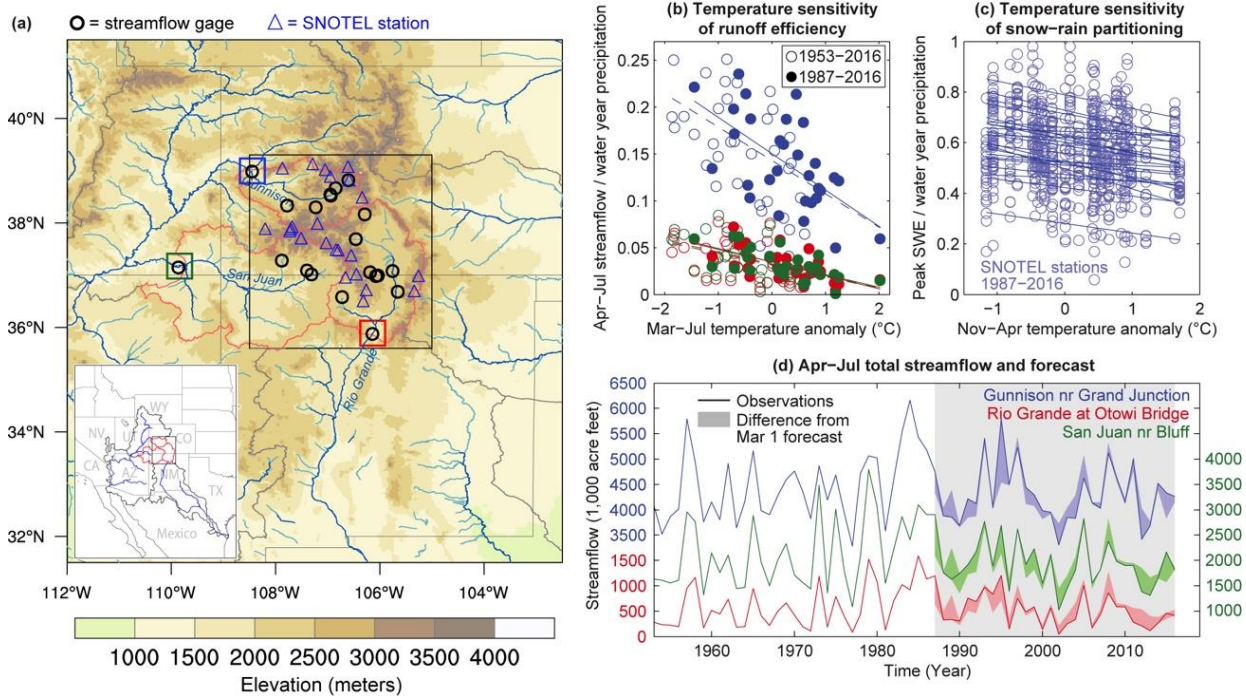 (a)
= streamflow gage
= SNOTEL station
40°N
38°N
36°N
34°N
32°N
112°W
110°W
108°W
106°W
104°W
San Juan
Rio Grande
WY
NV
UT
CO
CA
AZ
NM
TX
Mexico
1000 1500 2000 2500 3000 3500 4000
Elevation (meters)
(b) Temperature sensitivity
of runoff efficiency
1953−2016
1987−2016
0.25
0.2
0.15
0.1
0.05
0
Apr−Jul streamflow / water year precipitation
−2 −1 0 1 2
Mar−Jul temperature anomaly (°C)
(c) Temperature sensitivity
of snow−rain partitioning
1
0.8
0.6
0.4
0.2
0
Peak SWE / water year precipitation
SNOTEL stations
1987−2016
−1 0 1 2
Nov−Apr temperature anomaly (°C)
(d) Apr−Jul total streamflow and forecast
Observations
Difference from
Mar 1 forecast
Gunnison nr Grand Junction
Rio Grande at Otowi Bridge
San Juan nr Bluff
6500
6000
5500
5000
4500
4000
3500
1500
1000
500
0
Streamflow (1,000 acre feet)
4000
3500
3000
2500
2000
1500
1000
1960 1970 1980 1990 2000 2010
Time (Year)